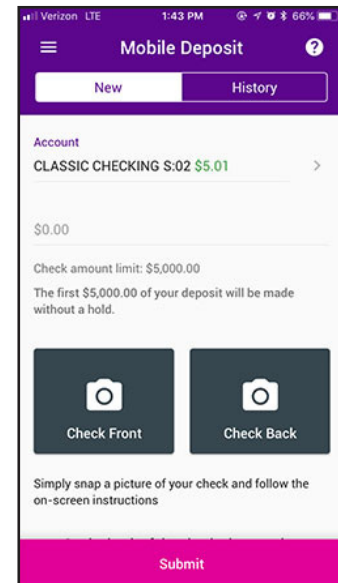 Verizon LTE 1:43 PM 66%
Mobile Deposit ?
New History
Account
CLASSIC CHECKING S:02 $5.01
$0.00
Check amount limit: $5,000.00
The first $5,000.00 of your deposit will be made
without a hold.
Check Front Check Back
Simply snap a picture of your check and follow the
on-screen instructions
Submit